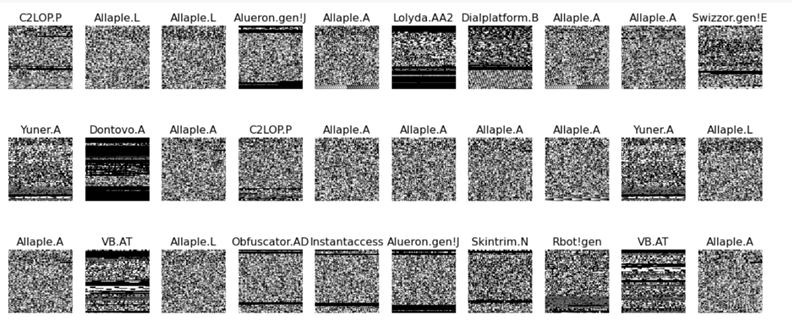 C2LOP.P Allaple.L Allaple.L Alueron.gen!J Allaple.A Lolyda.AA2 Dialplatform.B Allaple.A Allaple.A Swizzor.gen!E
Yuner.A Dontovo.A Allaple.A C2LOP.P Allaple.A Allaple.A Allaple.A Allaple.A Yuner.A Allaple.L
Allaple.A VB.AT Allaple.L Obfuscator.AD Instantaccess Alueron.gen!J Skintrim.N Rbot!gen VB.AT Allaple.A